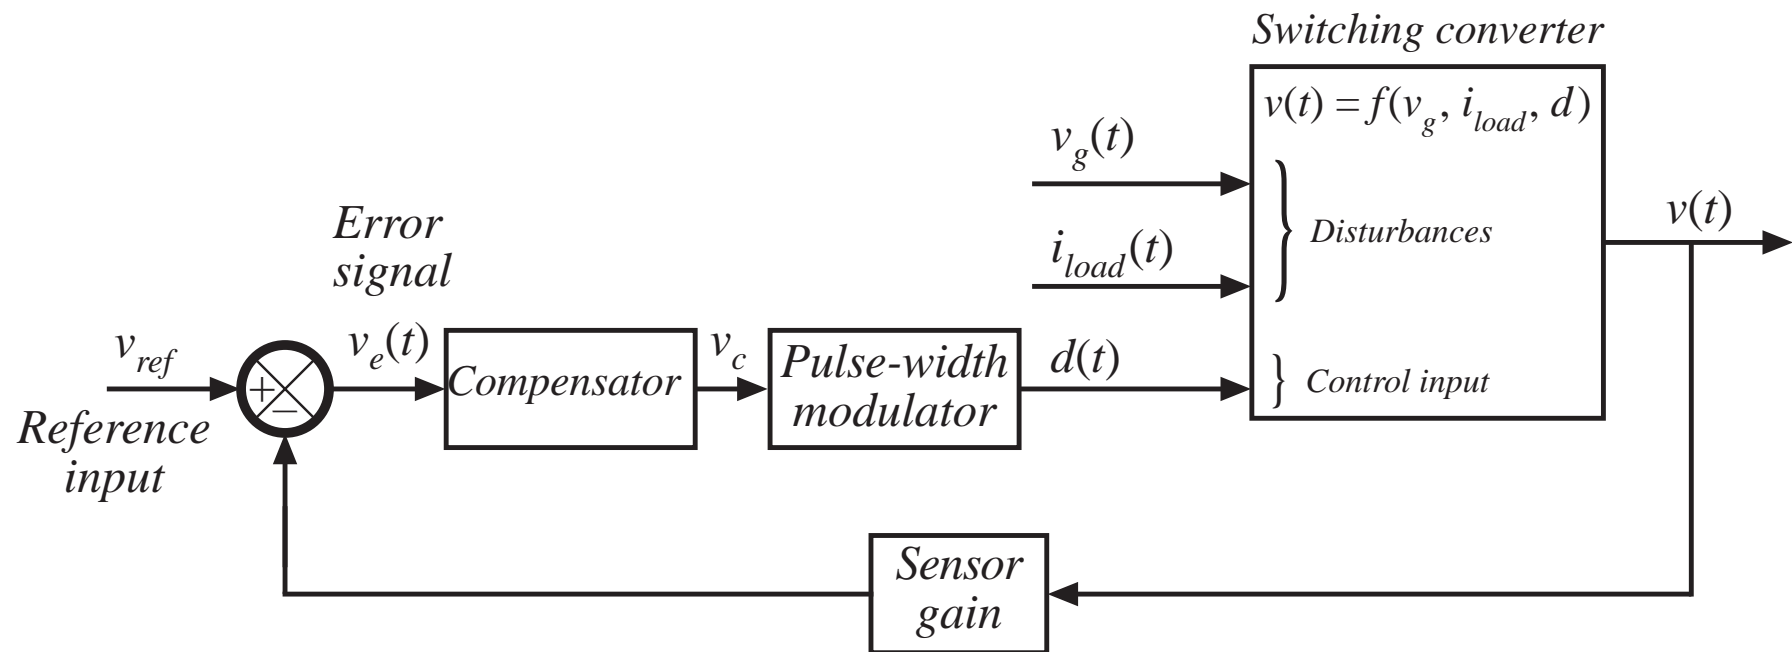 Switching converter
v(t) = f(v_g, i_load, d)
v_g(t)
Disturbances
i_load(t)
v(t)
Error
signal
v_ref
+
−
v_e(t)
Compensator
v_c
Pulse-width
modulator
d(t)
}
Control input
Reference
input
Sensor
gain